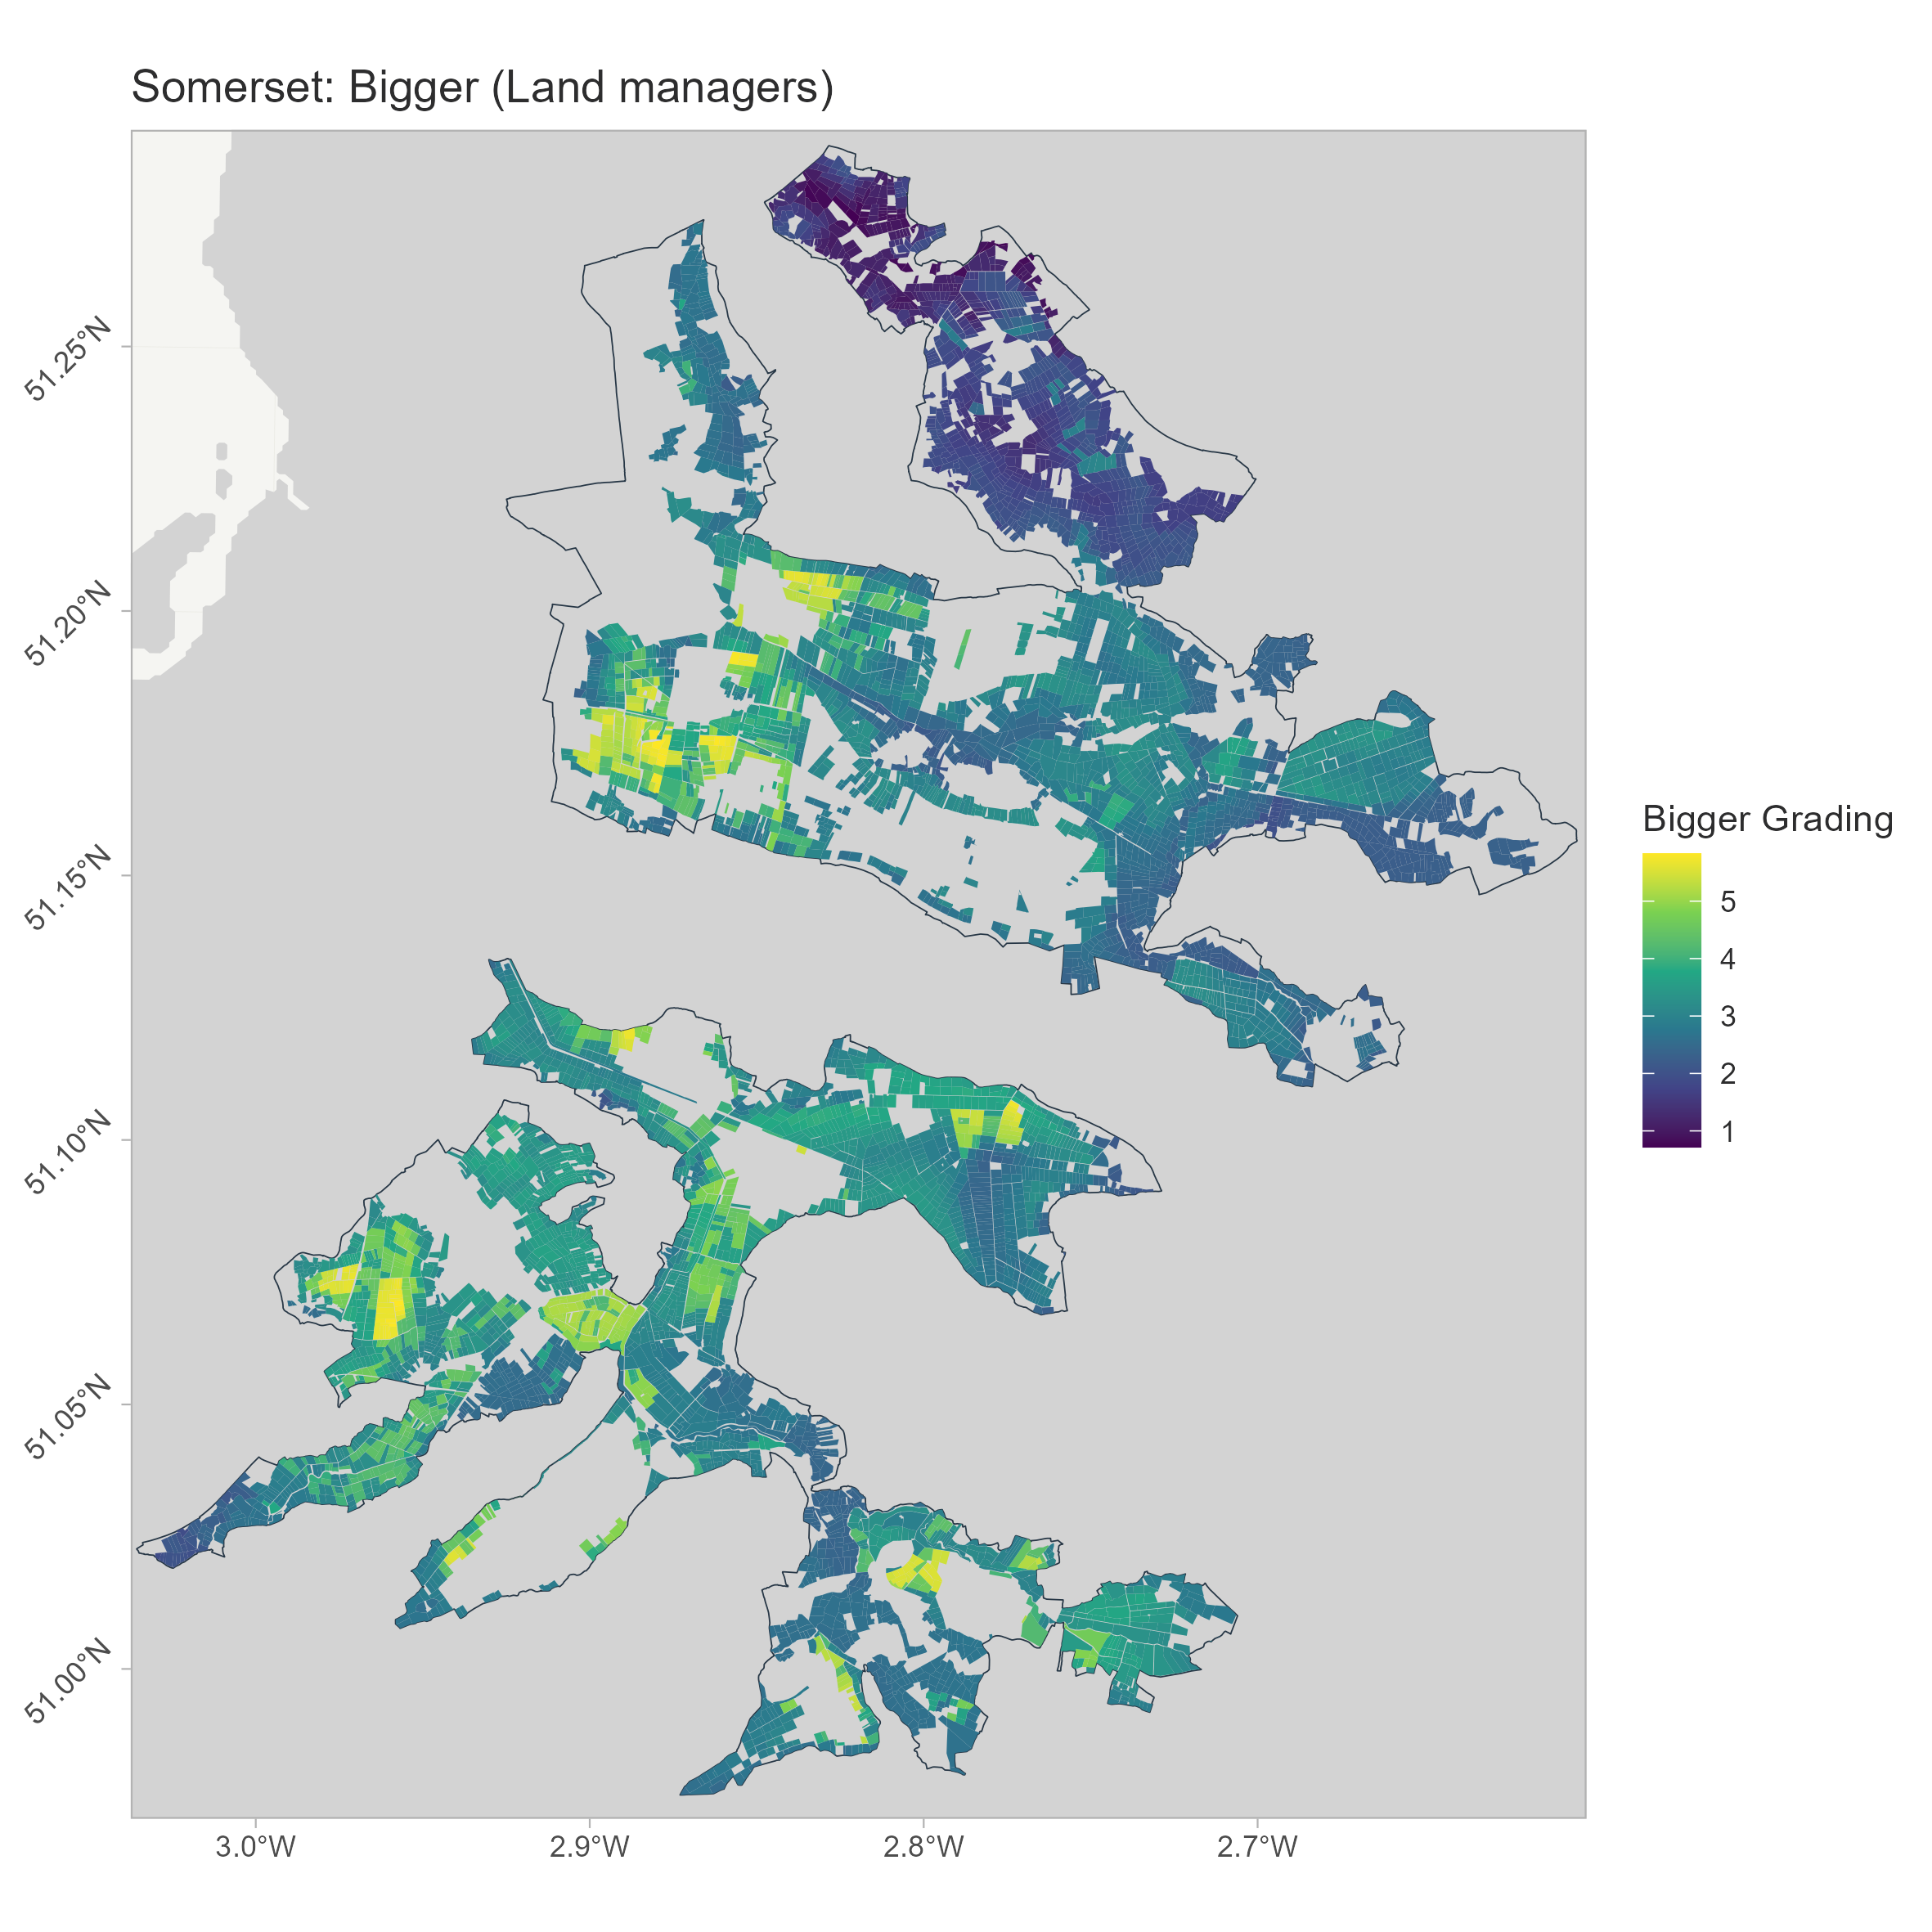 Somerset: Bigger (Land managers)
51.25°N
51.20°N
51.15°N
51.10°N
51.05°N
51.00°N
3.0°W
2.9°W
2.8°W
2.7°W
Bigger Grading
5
4
3
2
1